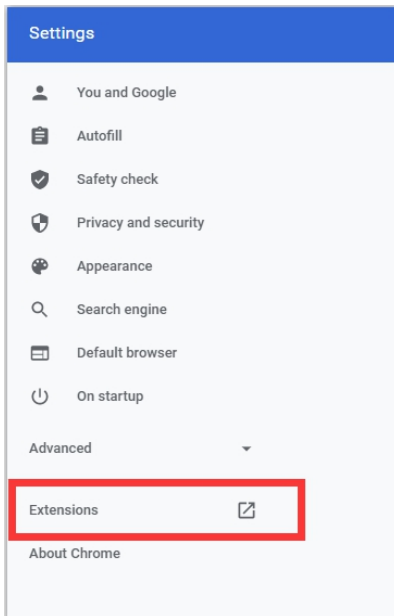 Settings
You and Google
Autofill
Safety check
Privacy and security
Appearance
Search engine
Default browser
On startup
Advanced
Extensions
About Chrome